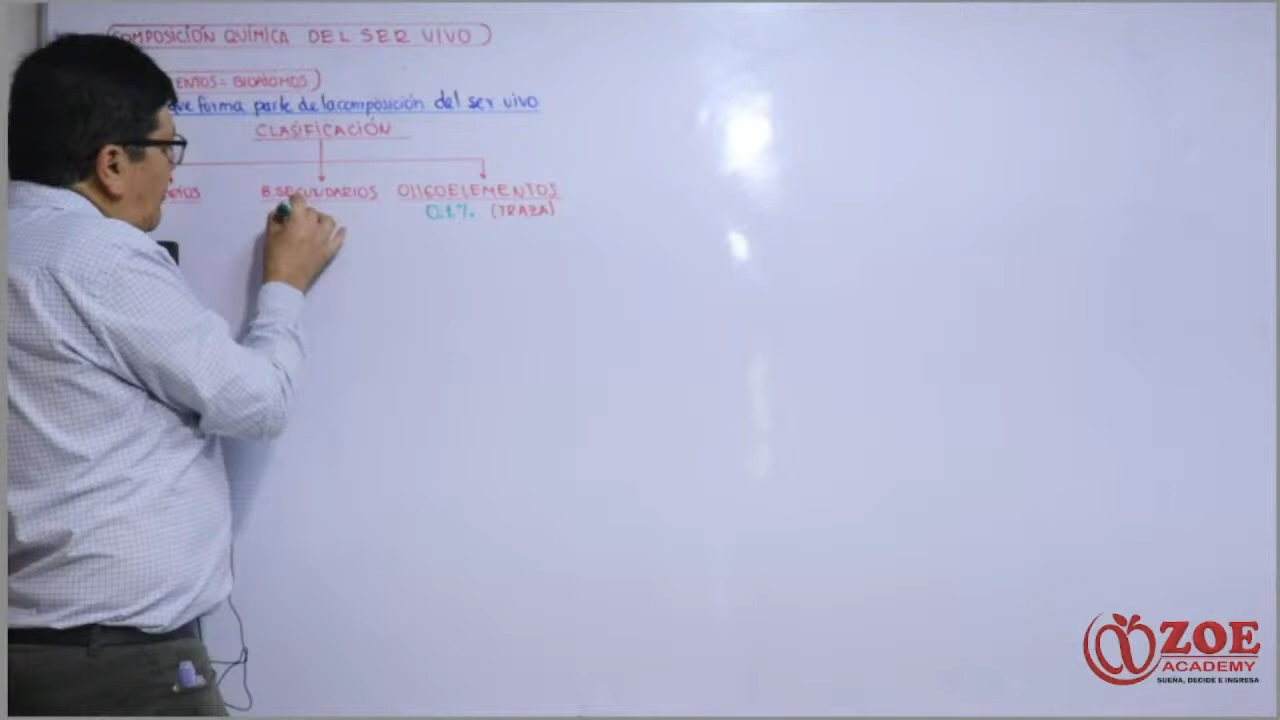 COMPOSICIÓN QUÍMICA DEL SER VIVO
ENTOS = BIOÁTOMOS
que forma parte de la composición del ser vivo
CLASIFICACIÓN
B. SECUNDARIOS OLIGOELEMENTOS
0.1%. (TRAZA)
ZOE
ACADEMY
SUEÑA, DECIDE E INGRESA